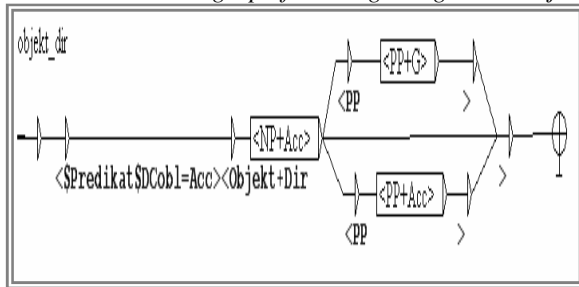 objekt_dir
<PP+G>
<PP >
<NP+Acc>
<$Predikat$DCobl=Acc><Objekt+Dir >
<PP+Acc>
<PP >